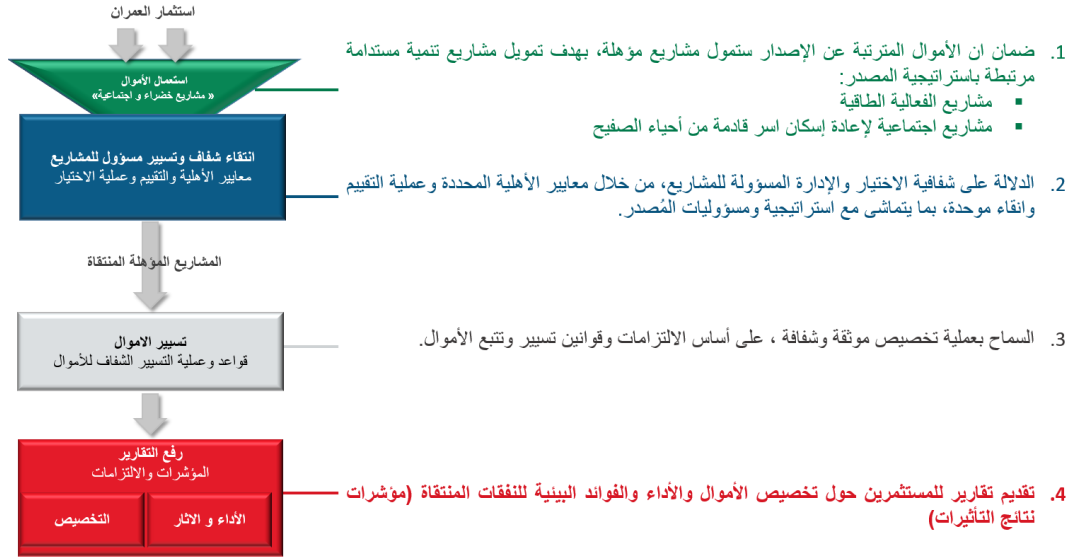 استثمار العمران
استعمال الأموال
« مشاريع خضراء و اجتماعية»
1. ضمان ان الأموال المترتبة عن الإصدار ستمول مشاريع مؤهلة، بهدف تمويل مشاريع تنمية مستدامة
مرتبطة باستراتيجية المصدر:
▪ مشاريع الفعالية الطاقية
▪ مشاريع اجتماعية لإعادة إسكان اسر قادمة من أحياء الصفيح
انتقاء شفاف وتسيير مسؤول للمشاريع
معايير الأهلية والتقييم وعملية الاختيار
2. الدلالة على شفافية الاختيار والإدارة المسؤولة للمشاريع، من خلال معايير الأهلية المحددة وعملية التقييم
وانقاء موحدة، بما يتماشى مع استراتيجية ومسؤوليات المُصدر.
المشاريع المؤهلة المنتقاة
تسيير الاموال
قواعد وعملية التسيير الشفاف للأموال
3. السماح بعملية تخصيص موثقة وشفافة ، على أساس الالتزامات وقوانين تسيير وتتبع الأموال.
رفع التقارير
المؤشرات والالتزامات
الأداء و الاثار
التخصيص
4. تقديم تقارير للمستثمرين حول تخصيص الأموال والأداء والفوائد البيئية للنفقات المنتقاة (مؤشرات
نتائج التأثيرات)